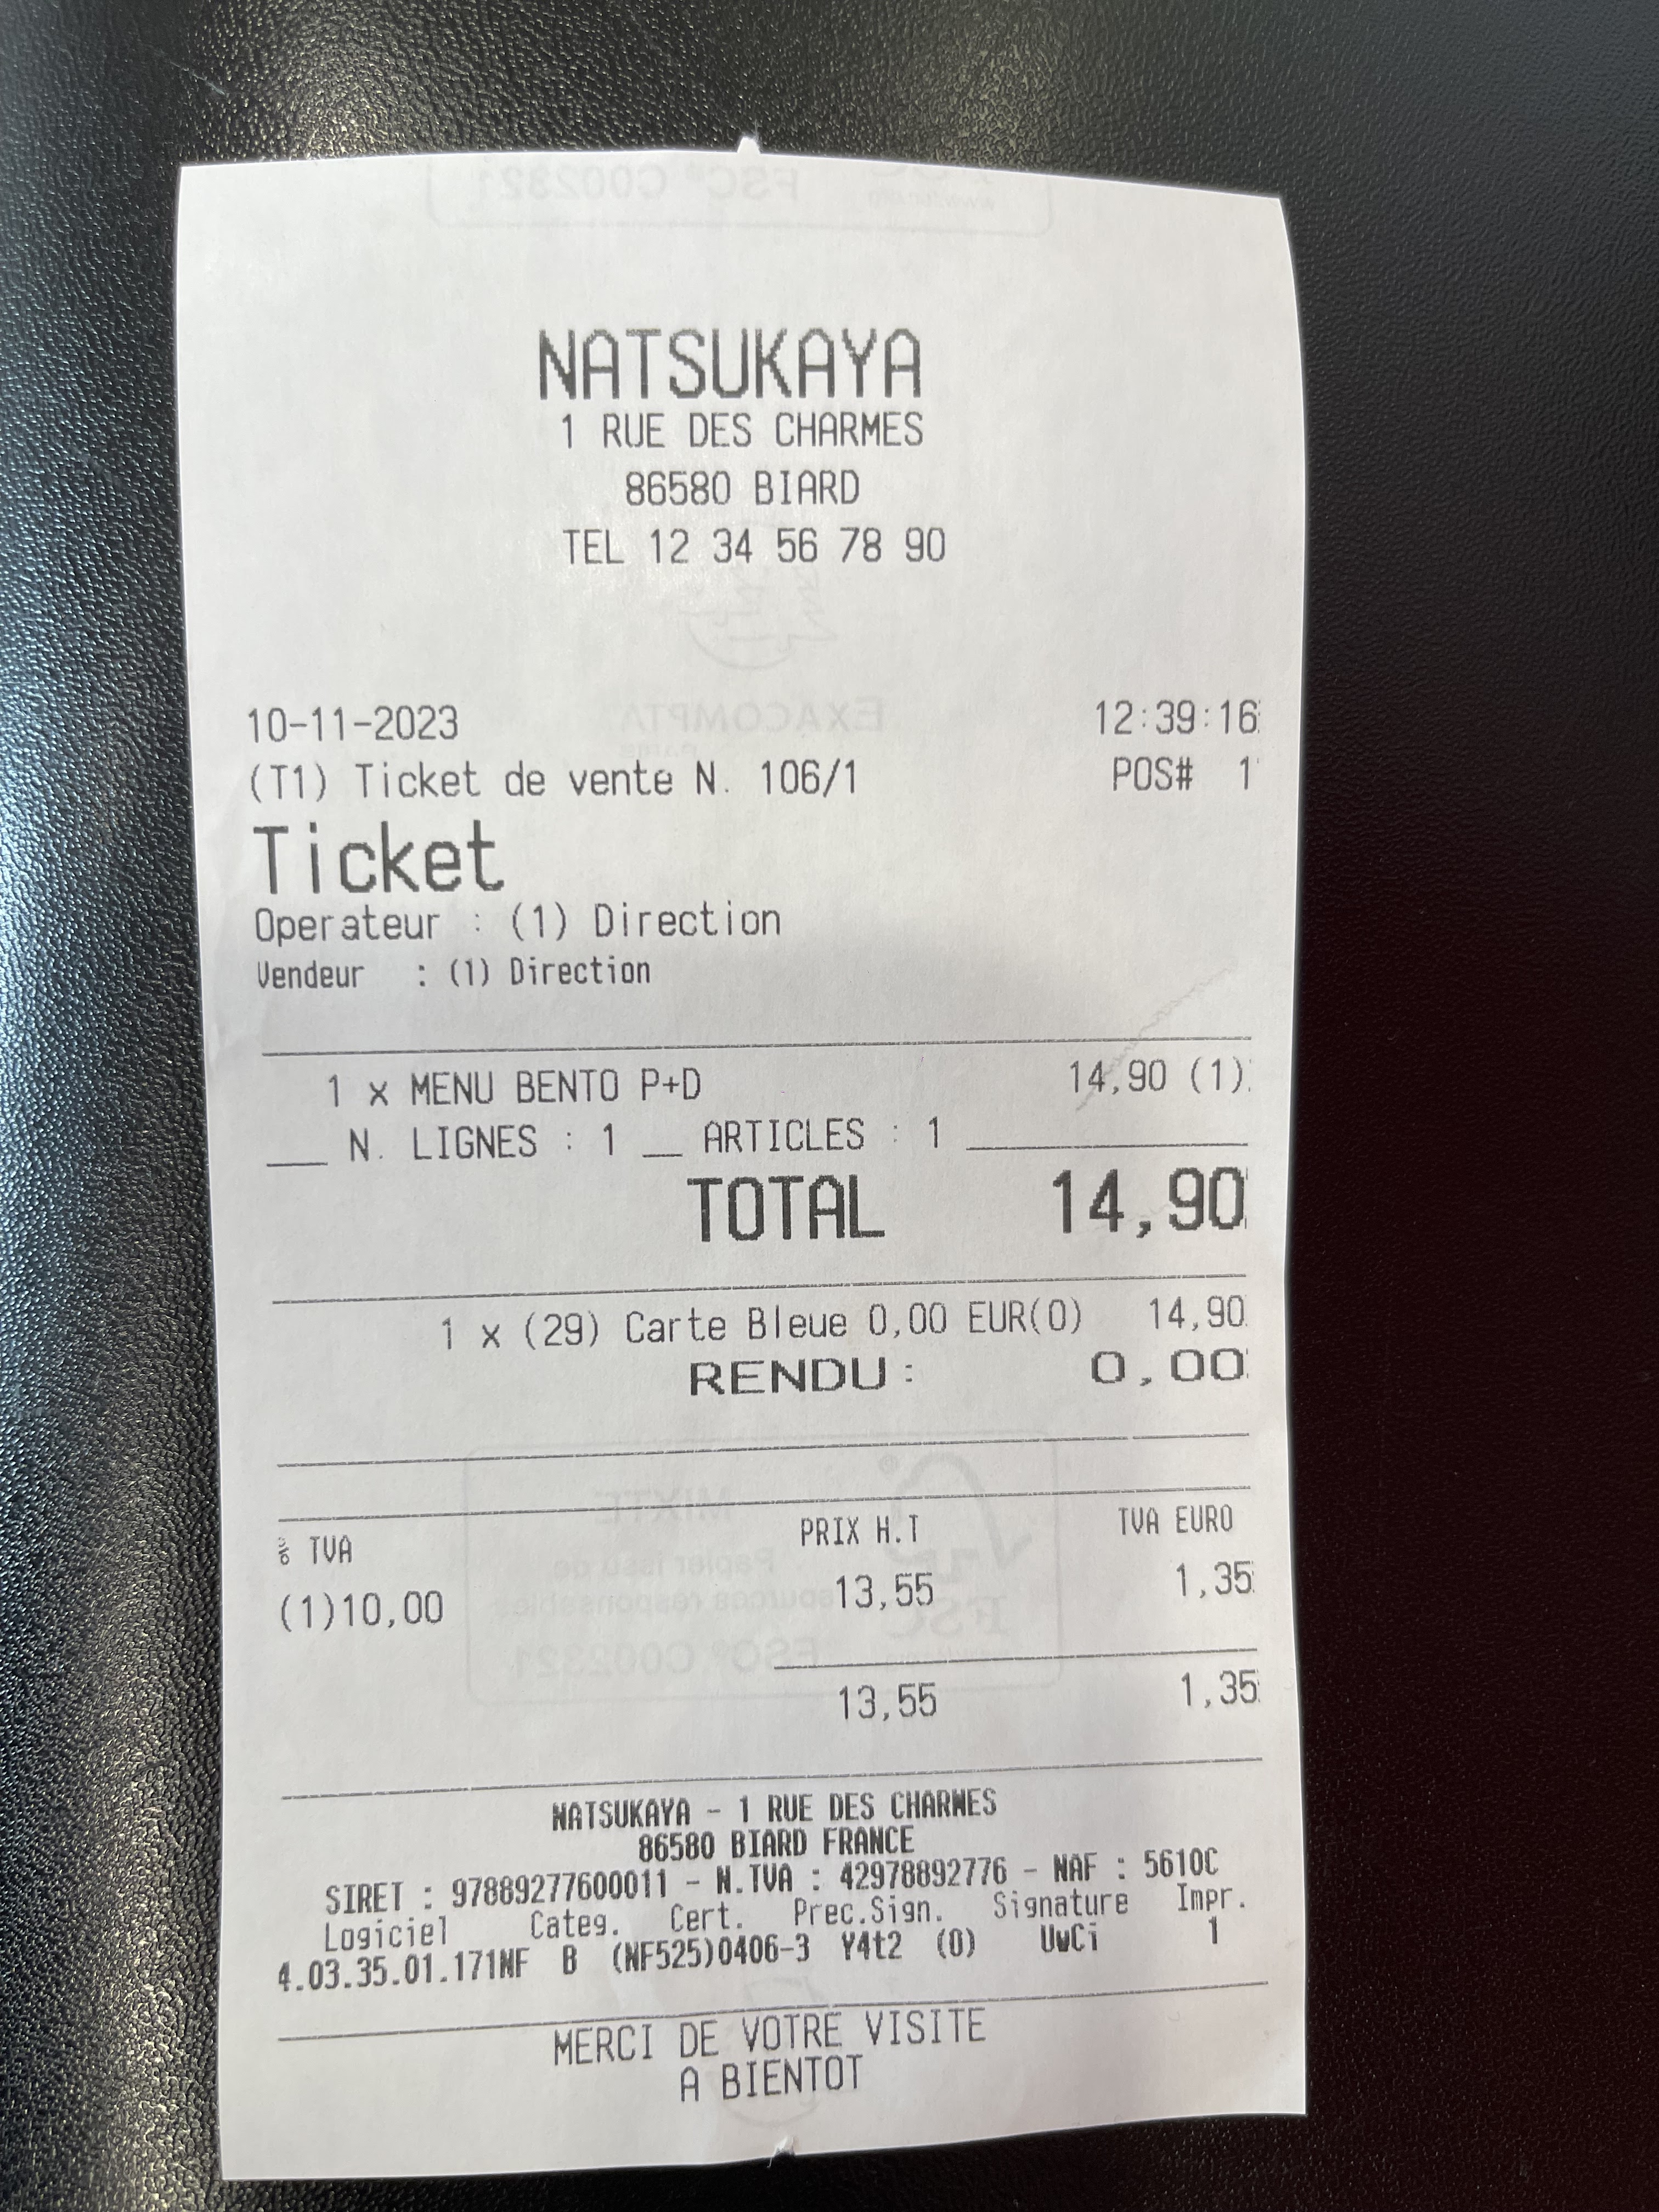 NATSUKAYA
1 RUE DES CHARMES
86580 BIARD
TEL 12 34 56 78 90
EXACOMPTA
10-11-2023 12:39:16
(T1) Ticket de vente N. 106/1 POS# 1
Ticket
Operateur : (1) Direction
Vendeur : (1) Direction
1 x MENU BENTO P+D 14,90 (1)
N. LIGNES : 1 __ ARTICLES : 1
TOTAL 14,90
1 x (29) Carte Bleue 0,00 EUR(0) 14,90
RENDU : 0,00
% TVA PRIX H.T TVA EURO
(1)10,00 13,55 1,35
13,55 1,35
NATSUKAYA - 1 RUE DES CHARMES
86580 BIARD FRANCE
SIRET : 97889277600011 - N.TVA : 42978892776 - NAF : 5610C
Logiciel Categ. Cert. Prec.Sign. Signature Impr.
4.03.35.01.171NF B (NF525)0406-3 Y4t2 (0) UwCi 1
MERCI DE VOTRE VISITE
A BIENTOT